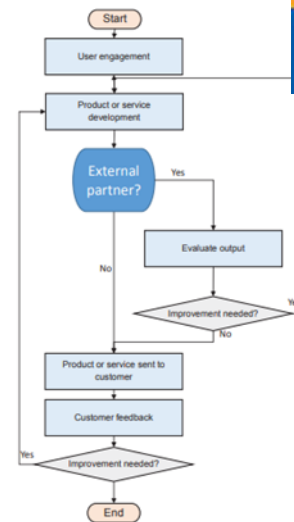 Start
User engagement
Product or service
development
External
partner?
Yes
Evaluate output
No
Improvement needed?
No
Product or service sent to
customer
Customer feedback
Yes
Improvement needed?
End